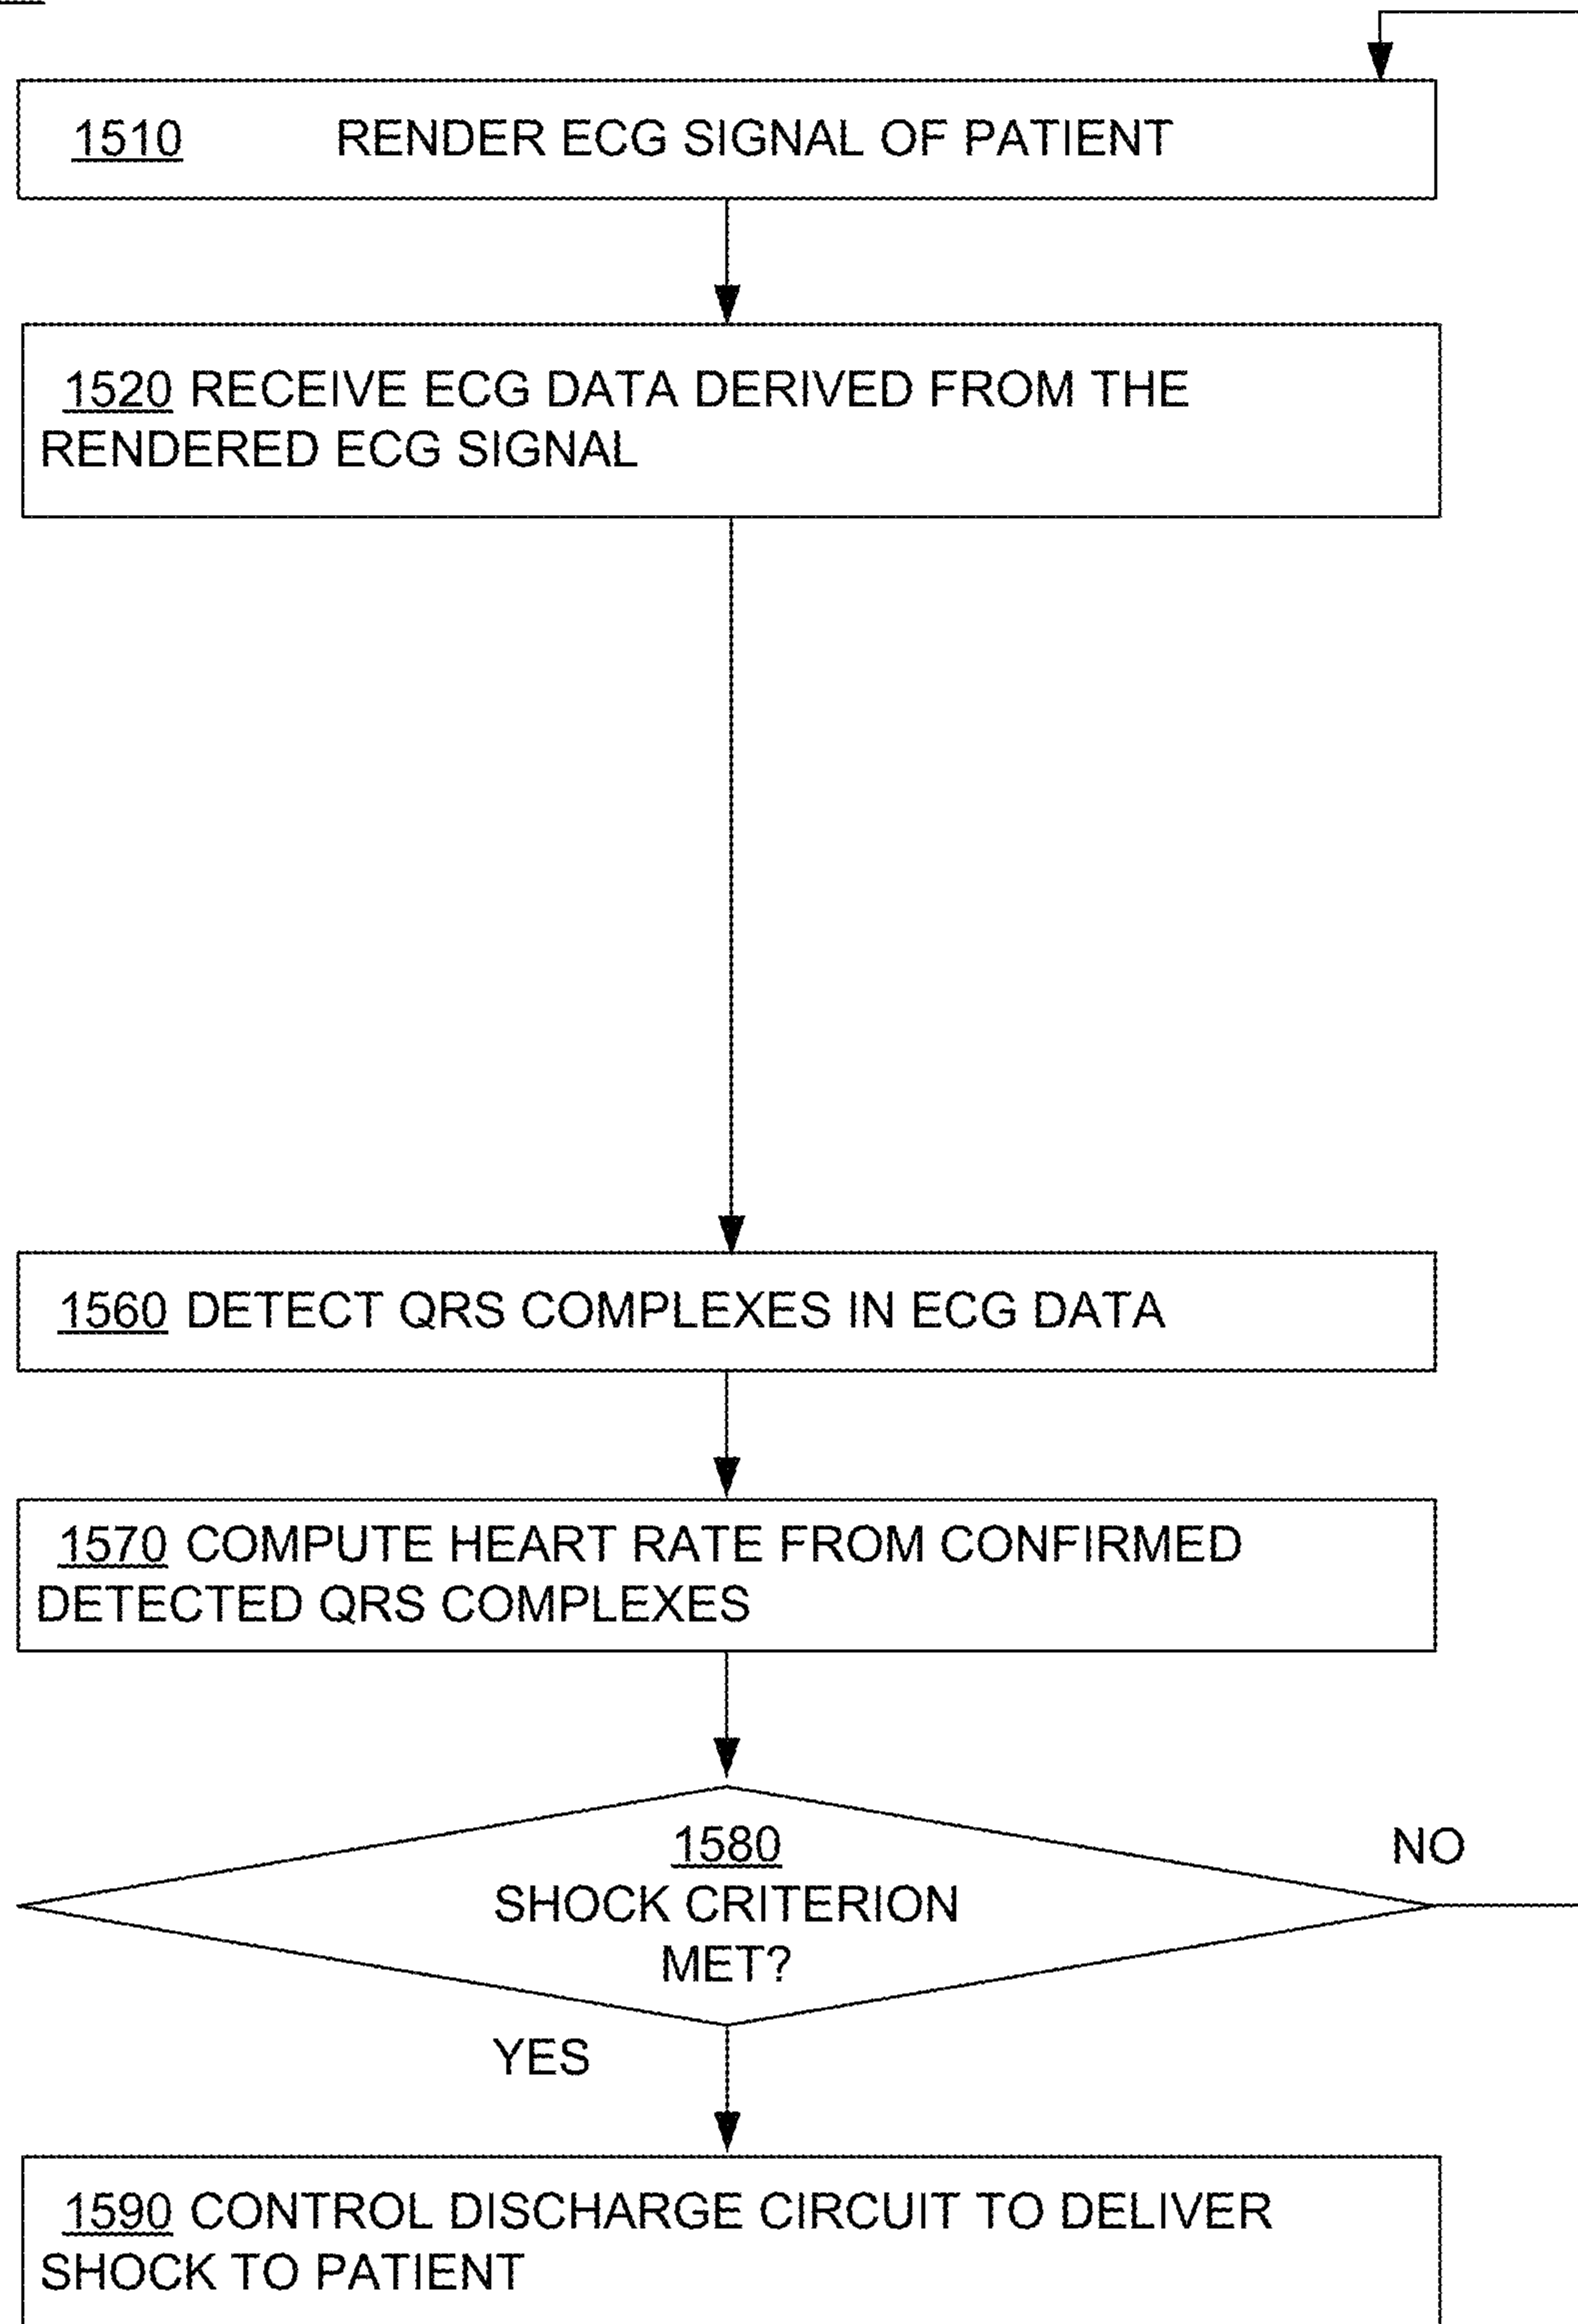 1510 RENDER ECG SIGNAL OF PATIENT
1520 RECEIVE ECG DATA DERIVED FROM THE
RENDERED ECG SIGNAL
1560 DETECT QRS COMPLEXES IN ECG DATA
1570 COMPUTE HEART RATE FROM CONFIRMED
DETECTED QRS COMPLEXES
1580
SHOCK CRITERION
MET?
NO
YES
1590 CONTROL DISCHARGE CIRCUIT TO DELIVER
SHOCK TO PATIENT